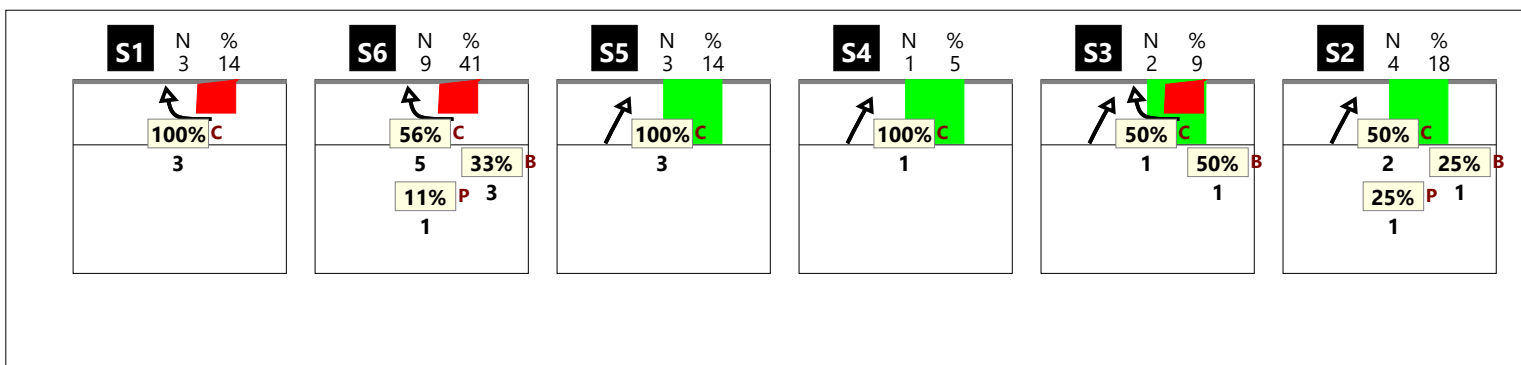 S1 N % 3 14
100% C
3
S6 N % 9 41
56% C
5 33% B
11% P 3
1
S5 N % 3 14
100% C
3
S4 N % 1 5
100% C
1
S3 N % 2 9
50% C
1 50% B
1
S2 N % 4 18
50% C
2 25% B
25% P 1
1